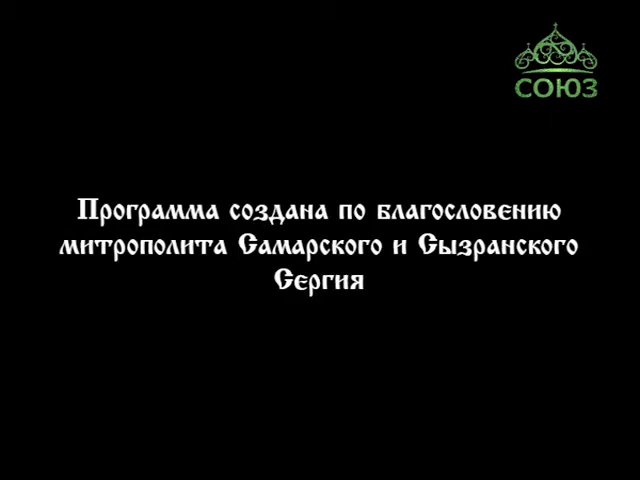 СОЮЗ
Программа создана по благословению
митрополита Самарского и Сызранского
Сергия